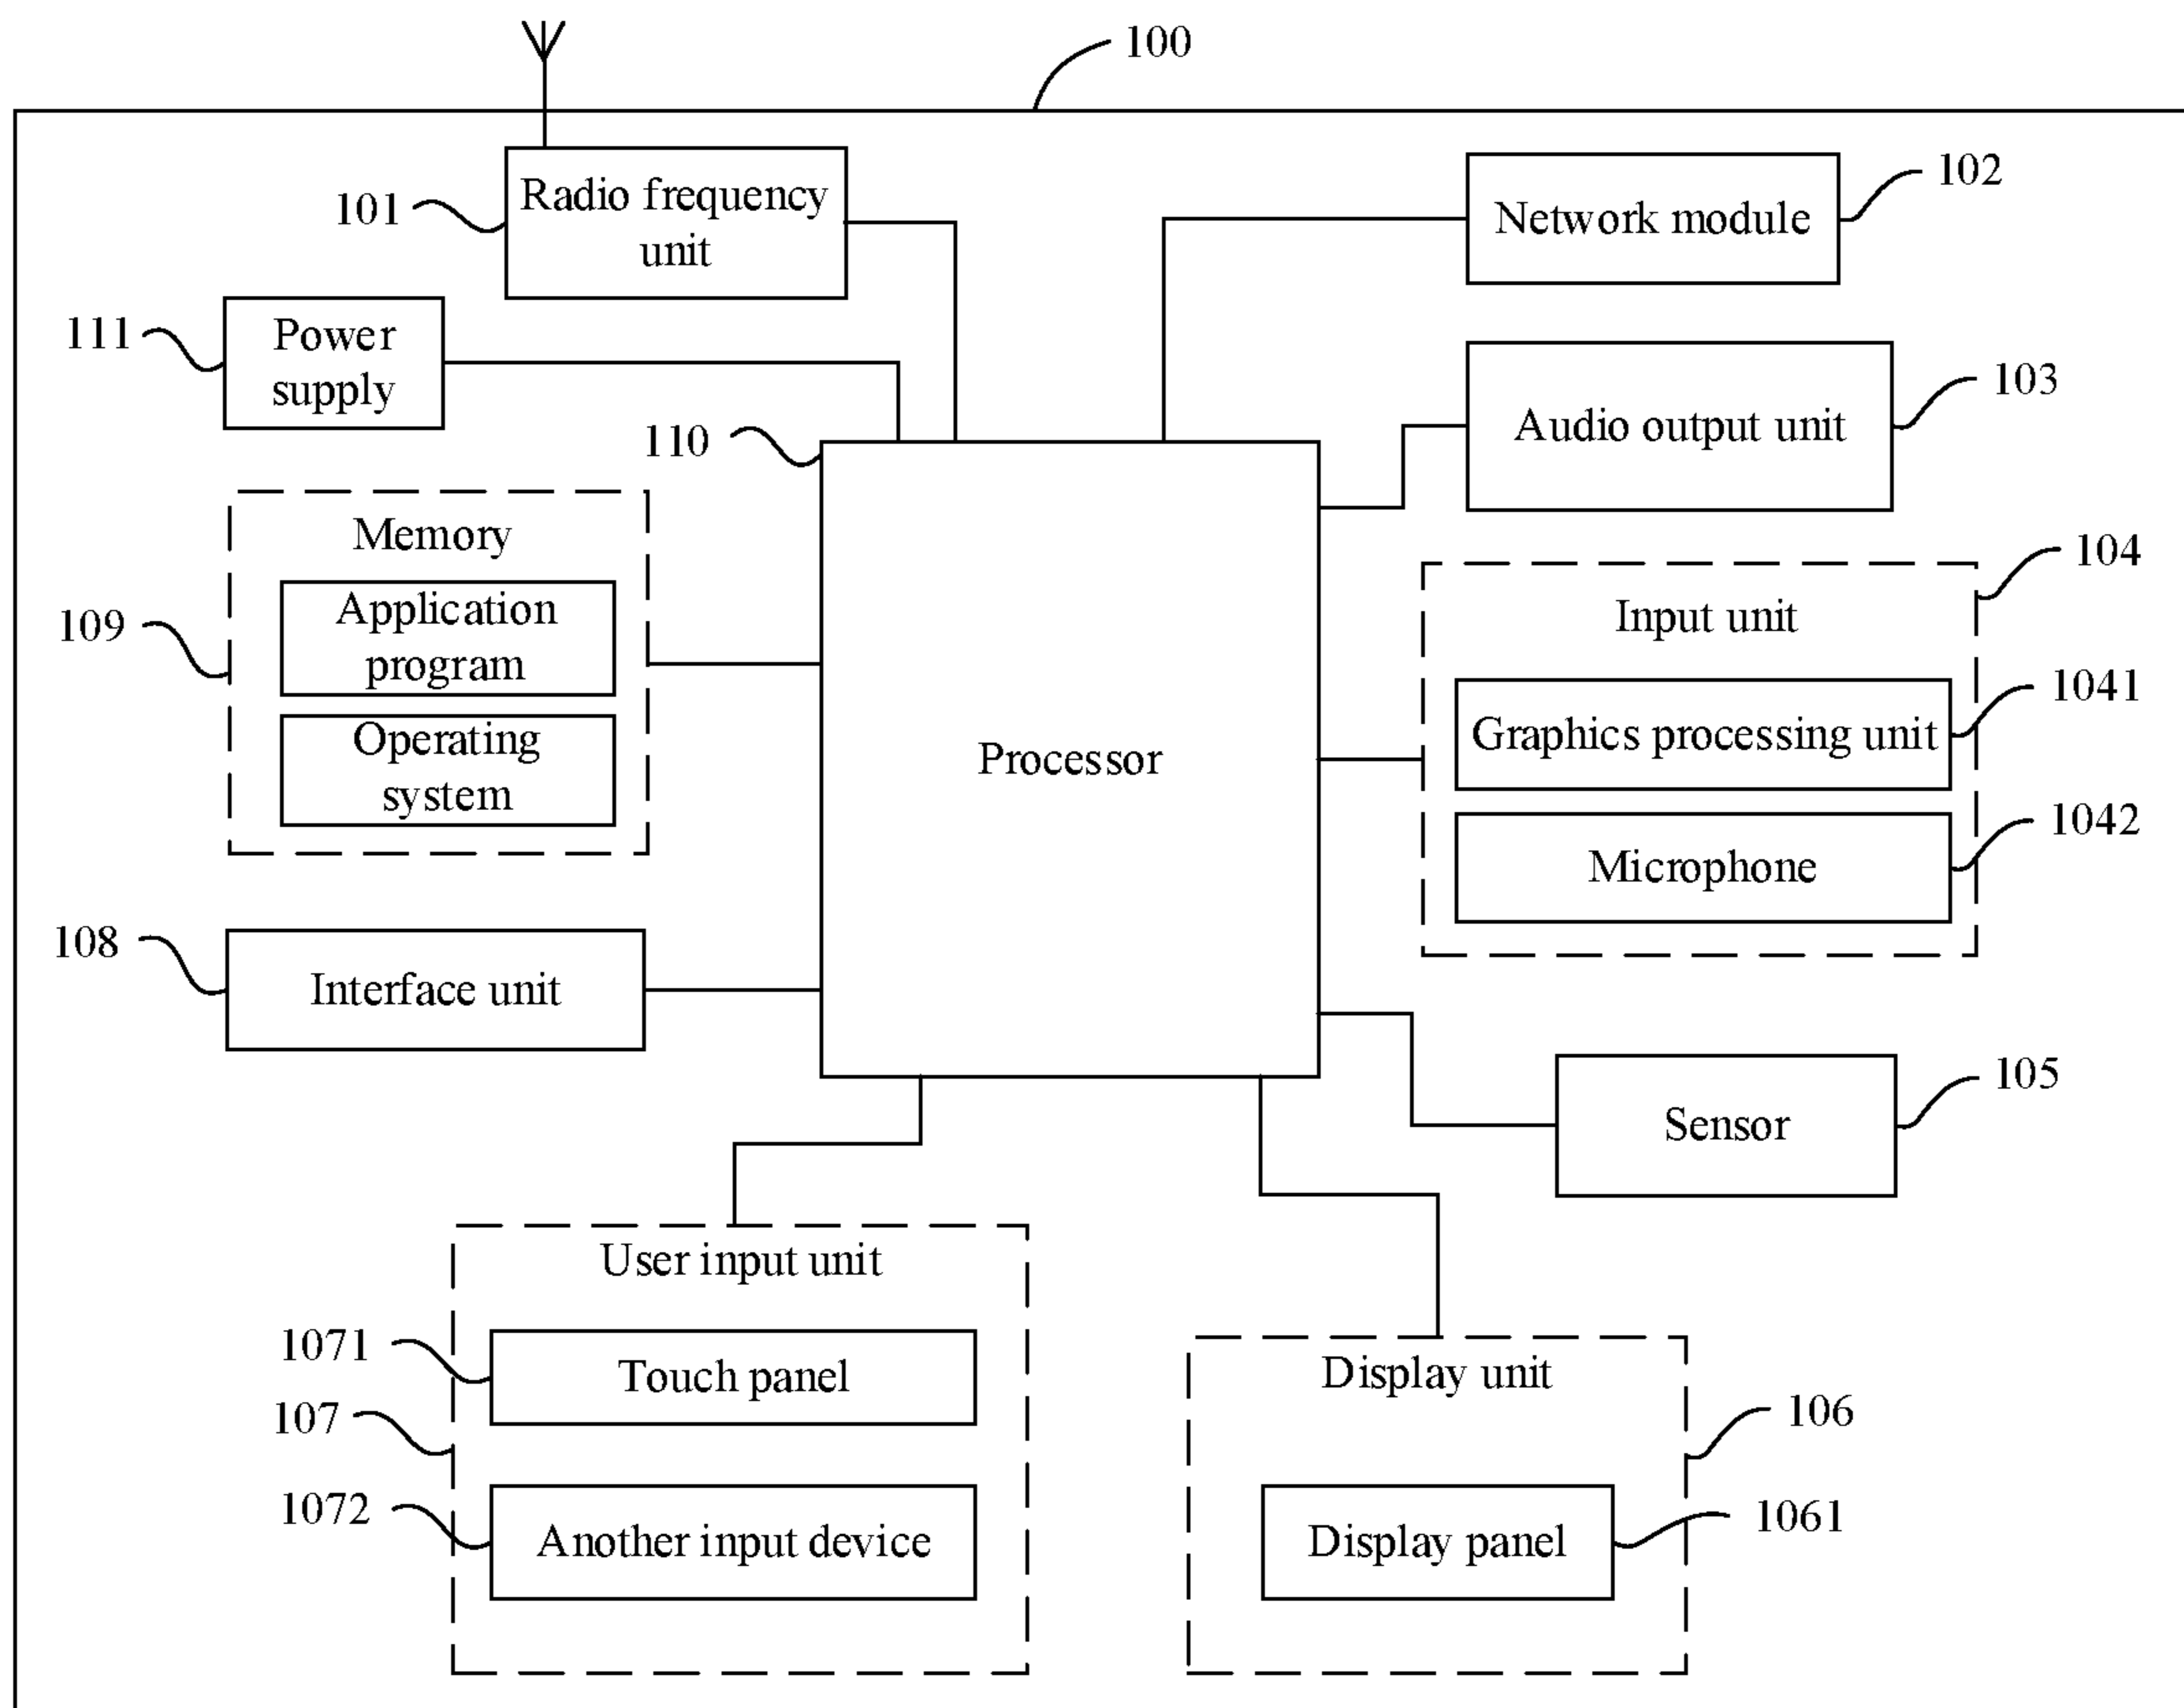 100
101
Radio frequency
unit
Network module
102
111
Power
supply
Audio output unit
103
110
Memory
Application
program
Operating
system
109
Processor
Input unit
104
Graphics processing unit
1041
Microphone
1042
108
Interface unit
Sensor
105
User input unit
1071
Touch panel
107
1072
Another input device
Display unit
106
Display panel
1061